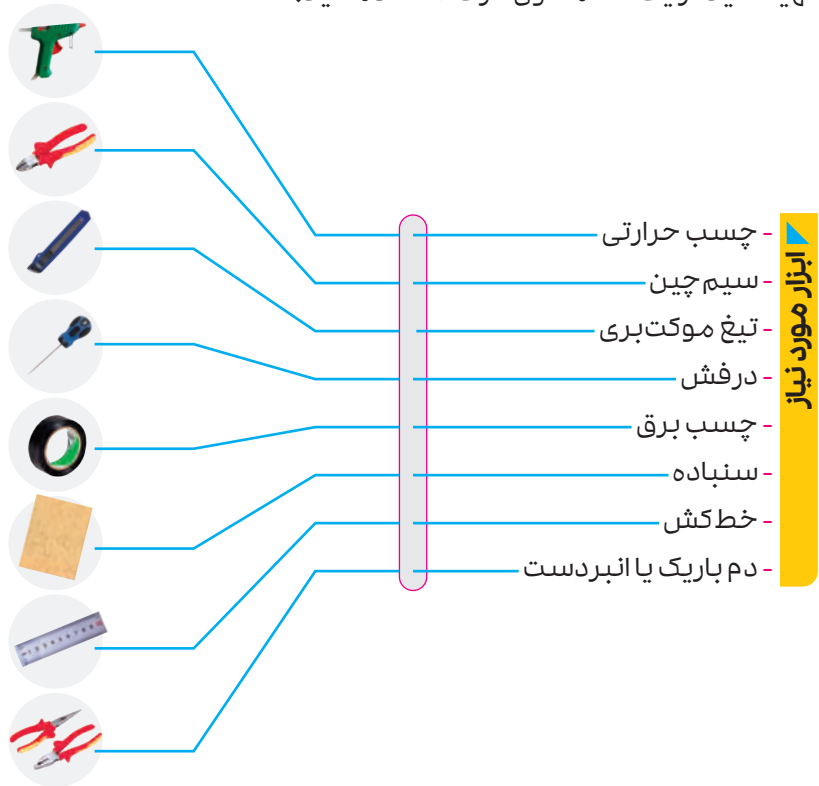 ابزار مورد نیاز
- چسب حرارتی
- سیم‌چین
- تیغ موکت‌بری
- درفش
- چسب برق
- سنباده
- خط‌کش
- دم باریک یا انبردست